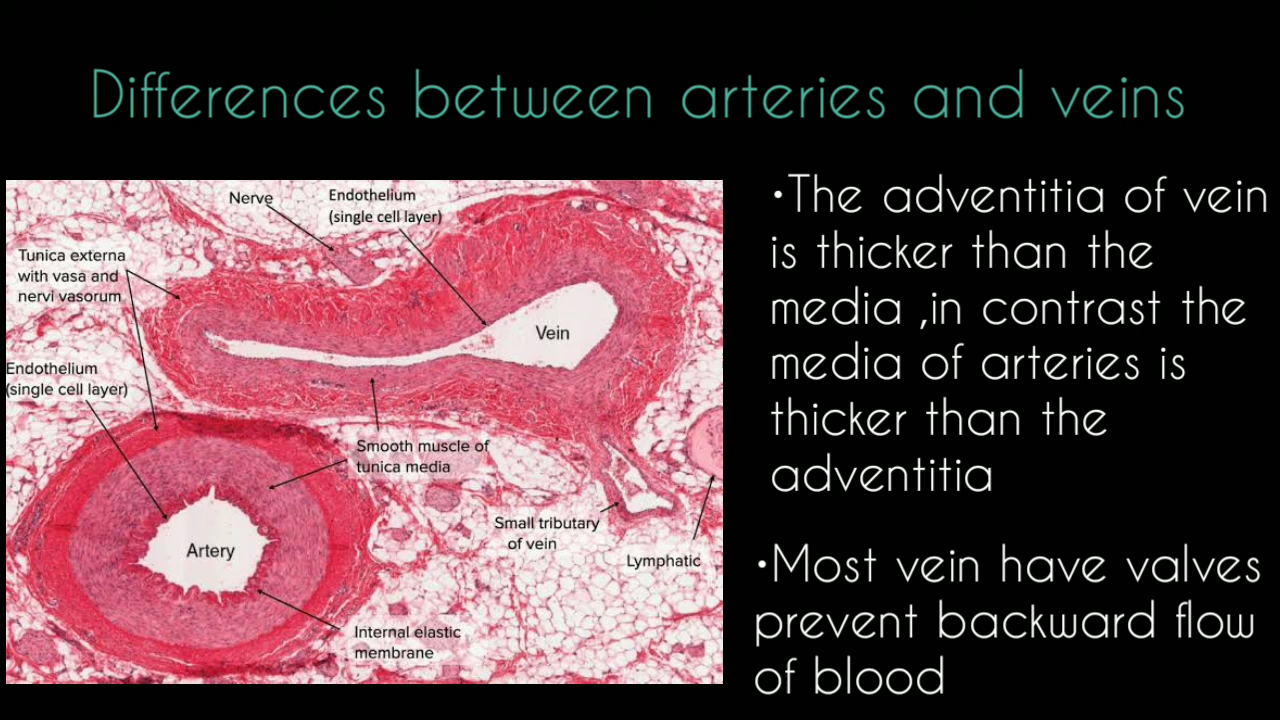 Differences between arteries and veins
Nerve
Endothelium
(single cell layer)
Tunica externa
with vasa and
nervi vasorum
Vein
Endothelium
(single cell layer)
Smooth muscle of
tunica media
Artery
Small tributary
of vein
Lymphatic
Internal elastic
membrane
•The adventitia of vein
is thicker than the
media ,in contrast the
media of arteries is
thicker than the
adventitia
•Most vein have valves
prevent backward flow
of blood